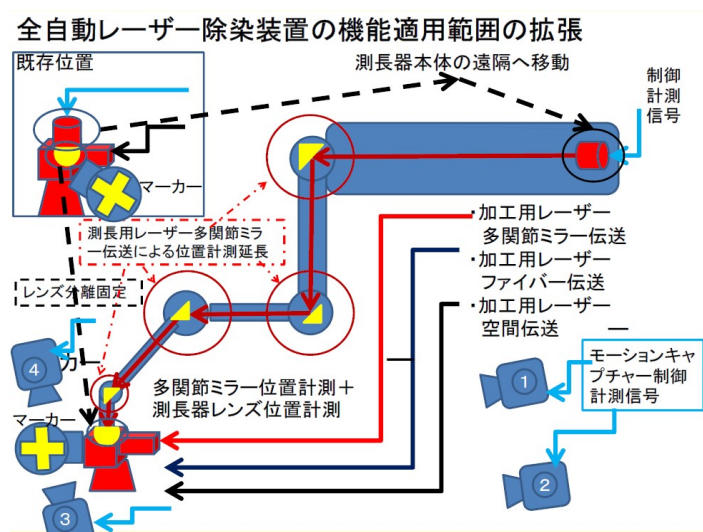 全自動レーザー除染装置の機能適用範囲の拡張
既存位置
測長器本体の遠隔へ移動
制御
計測
信号
マーカー
測長用レーザー多関節ミラ
ー伝送による位置計測延長
・加工用レーザー
多関節ミラー伝送
・加工用レーザー
ファイバー伝送
・加工用レーザー
空間伝送
レンズ分離固定
カー
多関節ミラー位置計測＋
測長器レンズ位置計測
モーションキャ
プチャー制御
計測信号
マーカー
4
1
2
3